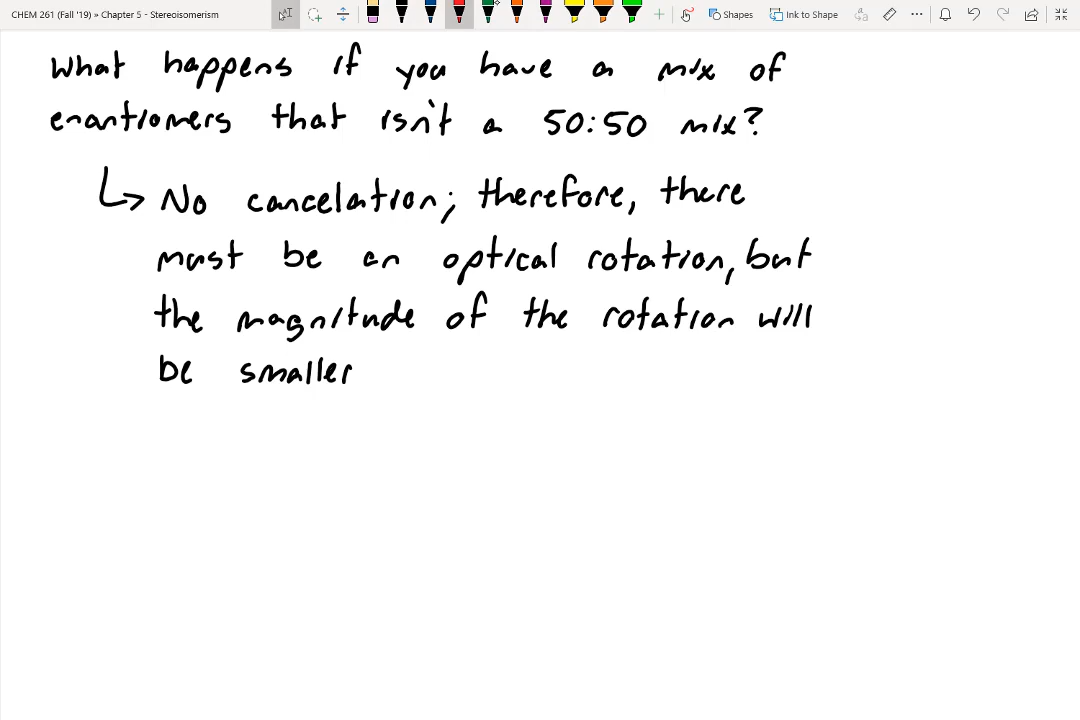 CHEM 261 (Fall '19) » Chapter 5 - Stereoisomerism
Shapes
Ink to Shape
What happens if you have a mix of
enantiomers that isn't a 50:50 mix?
No cancelation; therefore, there
must be an optical rotation, but
the magnitude of the rotation will
be smaller